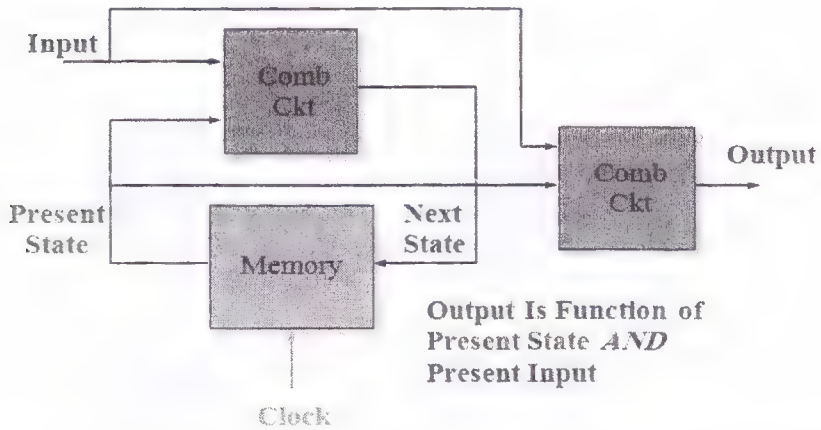 Input
Comb
Ckt
Comb
Ckt
Output
Present
State
Next
State
Memory
Output Is Function of
Present State AND
Present Input
Clock